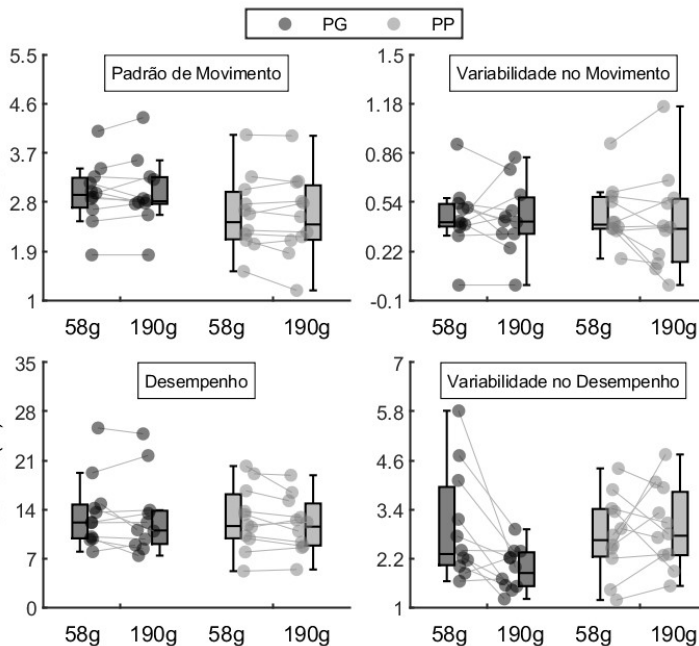 PG PP
5.5
4.6
3.7
2.8
1.9
1
Padrão de Movimento
58g 190g 58g 190g
1.5
1.18
0.86
0.54
0.22
-0.1
Variabilidade no Movimento
58g 190g 58g 190g
35
28
21
14
7
0
Desempenho
58g 190g 58g 190g
7
5.8
4.6
3.4
2.2
1
Variabilidade no Desempenho
58g 190g 58g 190g